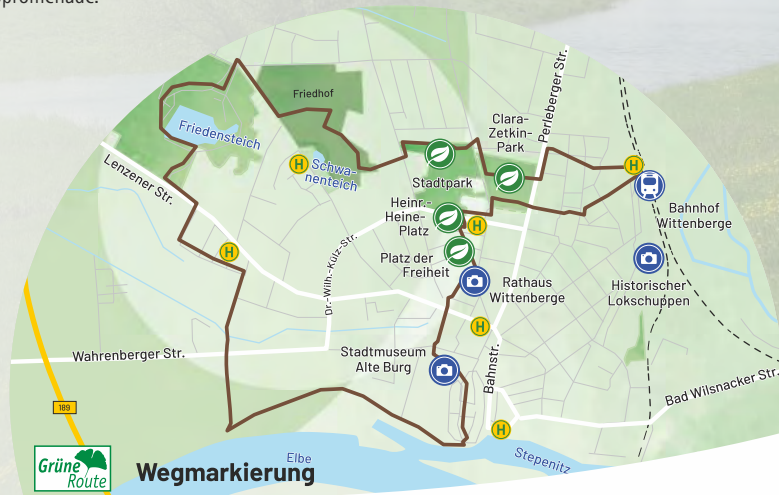 promenade.
Friedhof
Clara-
Zetkin-
Park
Perleberger Str.
Friedensteich
H
Schwa-
nenteich
H
Lenzener Str.
Stadtpark
Heinr.-
Heine-
Platz
H
Bahnhof
Wittenberge
H
Platz der
Freiheit
Dr.-Wilh.-Külz-Str.
Rathaus
Wittenberge
Historischer
Lokschuppen
H
Wahrenberger Str.
Stadtmuseum
Alte Burg
Bahnstr.
Bad Wilsnacker Str.
189
H
Elbe
Stepenitz
Grüne
Route
Wegmarkierung